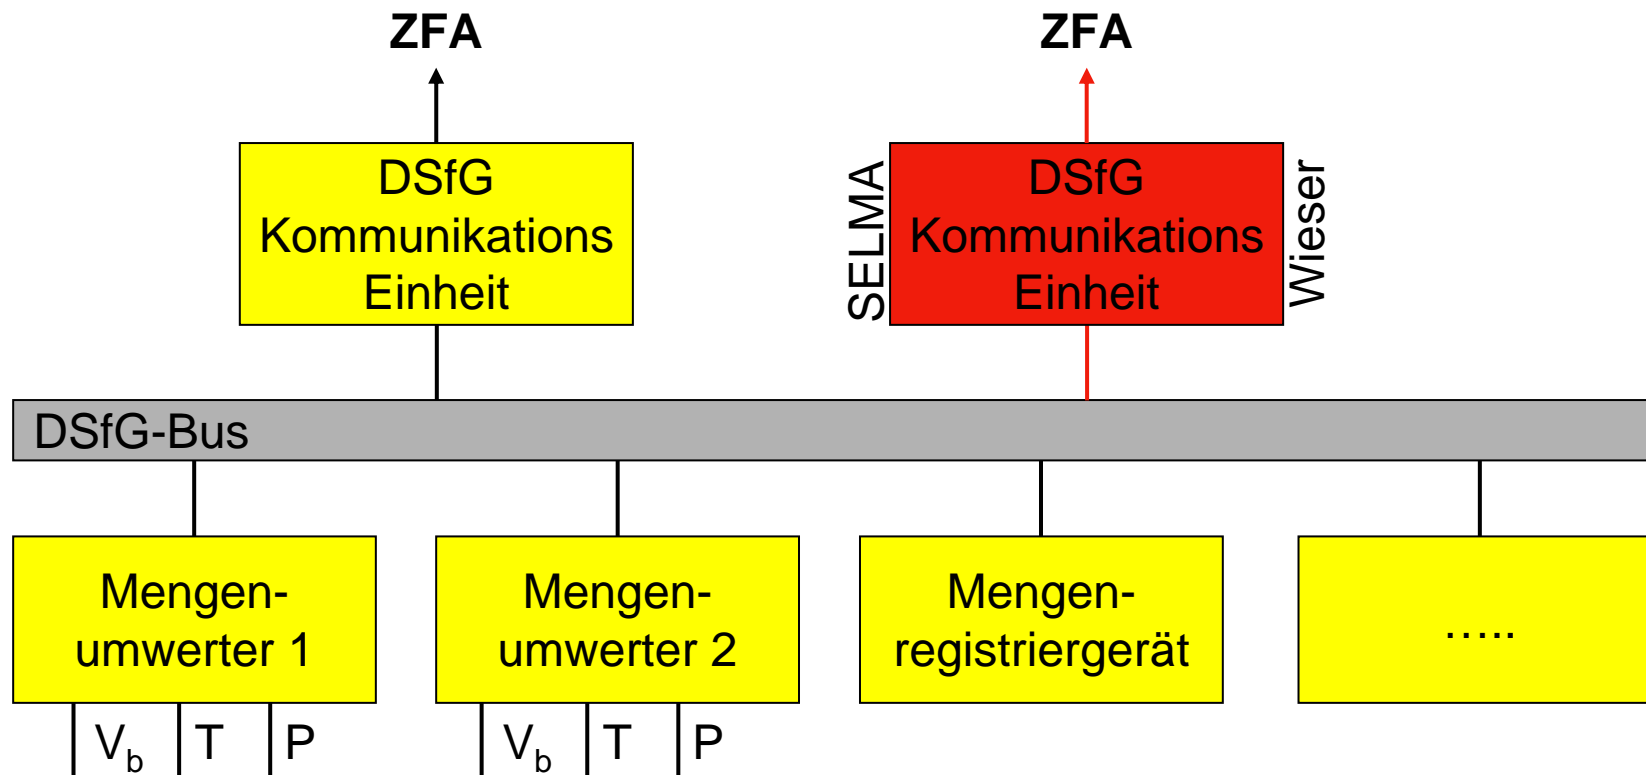 ZFA
ZFA
DSfG
Kommunikations
Einheit
SELMA
DSfG
Kommunikations
Einheit
Wieser
DSfG-Bus
Mengen-
umwerter 1
Mengen-
umwerter 2
Mengen-
registriergerät
.....
Vb T P
Vb T P